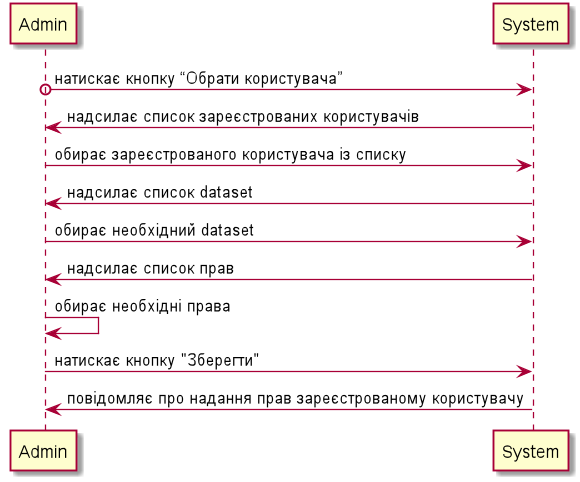 Admin System
натискає кнопку “Обрати користувача”
надсилає список зареєстрованих користувачів
обирає зареєстрованого користувача із списку
надсилає список dataset
обирає необхідний dataset
надсилає список прав
обирає необхідні права
натискає кнопку "Зберегти"
повідомляє про надання прав зареєстрованому користувачу
Admin System